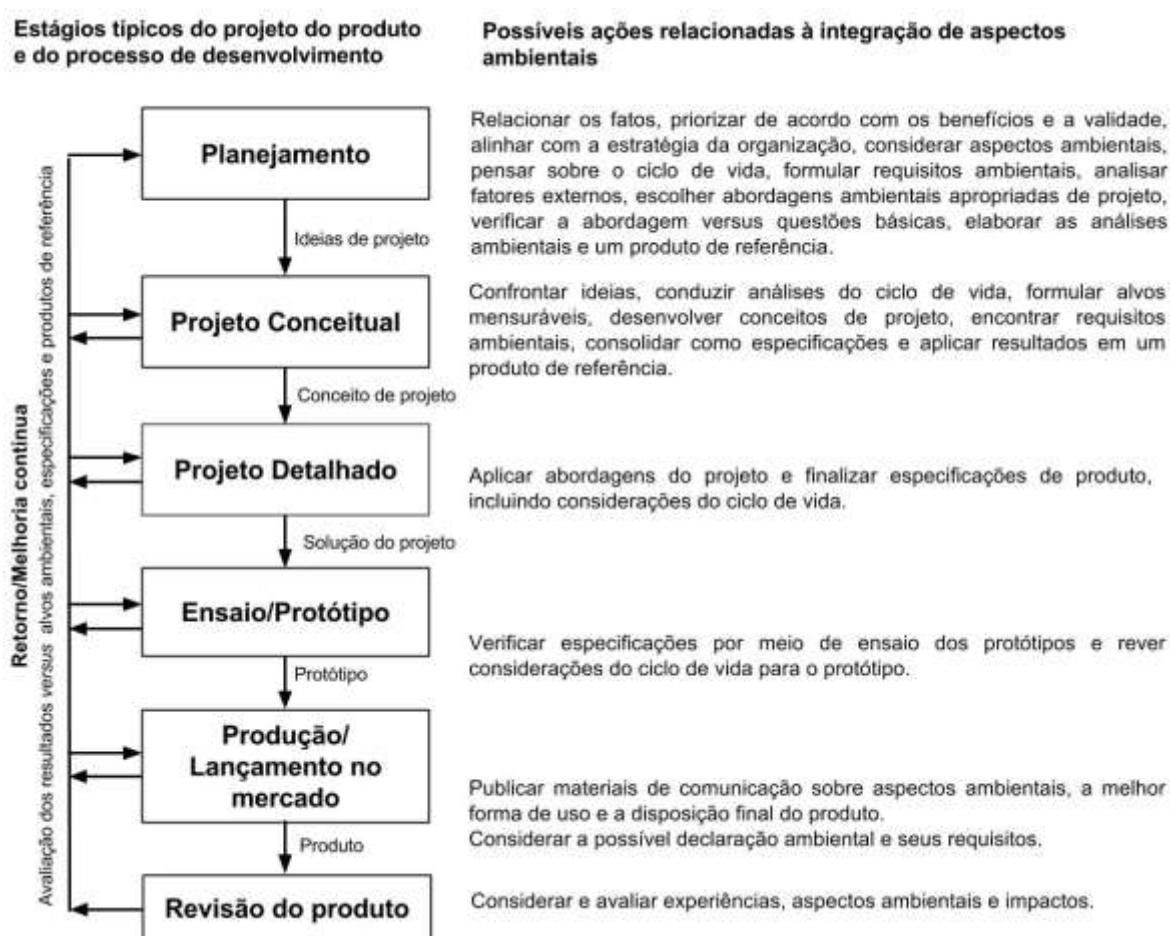 Estágios típicos do projeto do produto
e do processo de desenvolvimento
Possíveis ações relacionadas à integração de aspectos
ambientais
Planejamento
Relacionar os fatos, priorizar de acordo com os benefícios e a validade,
alinhar com a estratégia da organização, considerar aspectos ambientais,
pensar sobre o ciclo de vida, formular requisitos ambientais, analisar
fatores externos, escolher abordagens ambientais apropriadas de projeto,
verificar a abordagem versus questões básicas, elaborar as análises
ambientais e um produto de referência.
Ideias de projeto
Projeto Conceitual
Confrontar ideias, conduzir análises do ciclo de vida, formular alvos
mensuráveis, desenvolver conceitos de projeto, encontrar requisitos
ambientais, consolidar como especificações e aplicar resultados em um
produto de referência.
Conceito de projeto
Projeto Detalhado
Aplicar abordagens do projeto e finalizar especificações de produto,
incluindo considerações do ciclo de vida.
Solução do projeto
Ensaio/Protótipo
Verificar especificações por meio de ensaio dos protótipos e rever
considerações do ciclo de vida para o protótipo.
Protótipo
Produção/
Lançamento no
mercado
Publicar materiais de comunicação sobre aspectos ambientais, a melhor
forma de uso e a disposição final do produto.
Considerar a possível declaração ambiental e seus requisitos.
Produto
Revisão do produto
Considerar e avaliar experiências, aspectos ambientais e impactos.
Retorno/Melhoria continua
Avaliação dos resultados versus alvos ambientais, especificações e produtos de referência